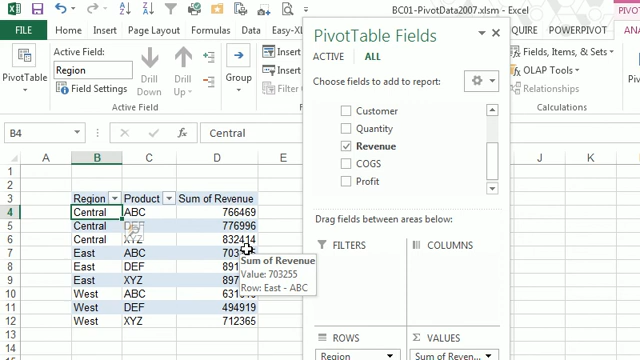 BC01-PivotData2007.xlsm - Excel
PIVOT
FILE
HOME
INSERT
PAGE LAYOUT
FORMULAS
DATA
Easy-XL
QUIRE
POWERPIVOT
ANA
PivotTable
Active Field:
Region
Field Settings
Drill Down
Drill Up
Active Field
Group
Insert
Insert
Filter
Fields, Items, & Sets
OLAP Tools
Relationships
Calculations
B4
Central
A B C D E J K L
1
2
3 Region Product Sum of Revenue
4 Central ABC 766469
5 Central DEF 776996
6 Central XYZ 832414
7 East ABC
8 East DEF
9 East XYZ
10 West ABC
11 West DEF 494919
12 West XYZ 712365
13
14
Sum of Revenue
Value: 703255
Row: East - ABC
PivotTable Fields
ACTIVE
ALL
Choose fields to add to report:
Customer
Quantity
Revenue
COGS
Profit
Drag fields between areas below:
FILTERS
COLUMNS
ROWS
VALUES
Region
Sum of Reven...